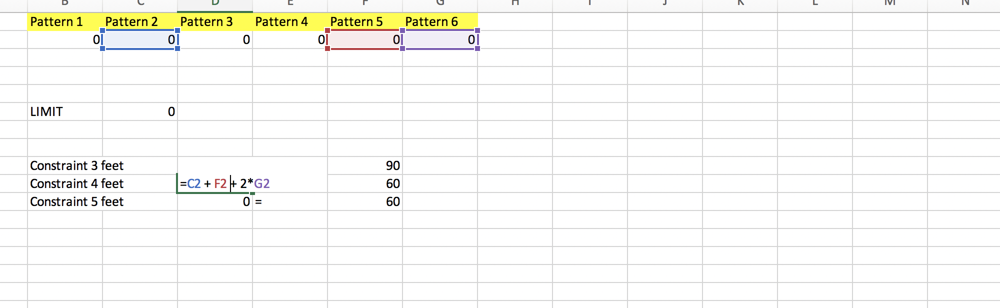 B C D E F G H I J K L M N
Pattern 1 Pattern 2 Pattern 3 Pattern 4 Pattern 5 Pattern 6
0 0 0 0 0 0
LIMIT 0
Constraint 3 feet 90
Constraint 4 feet =C2 + F2 + 2*G2 60
Constraint 5 feet 0 = 60